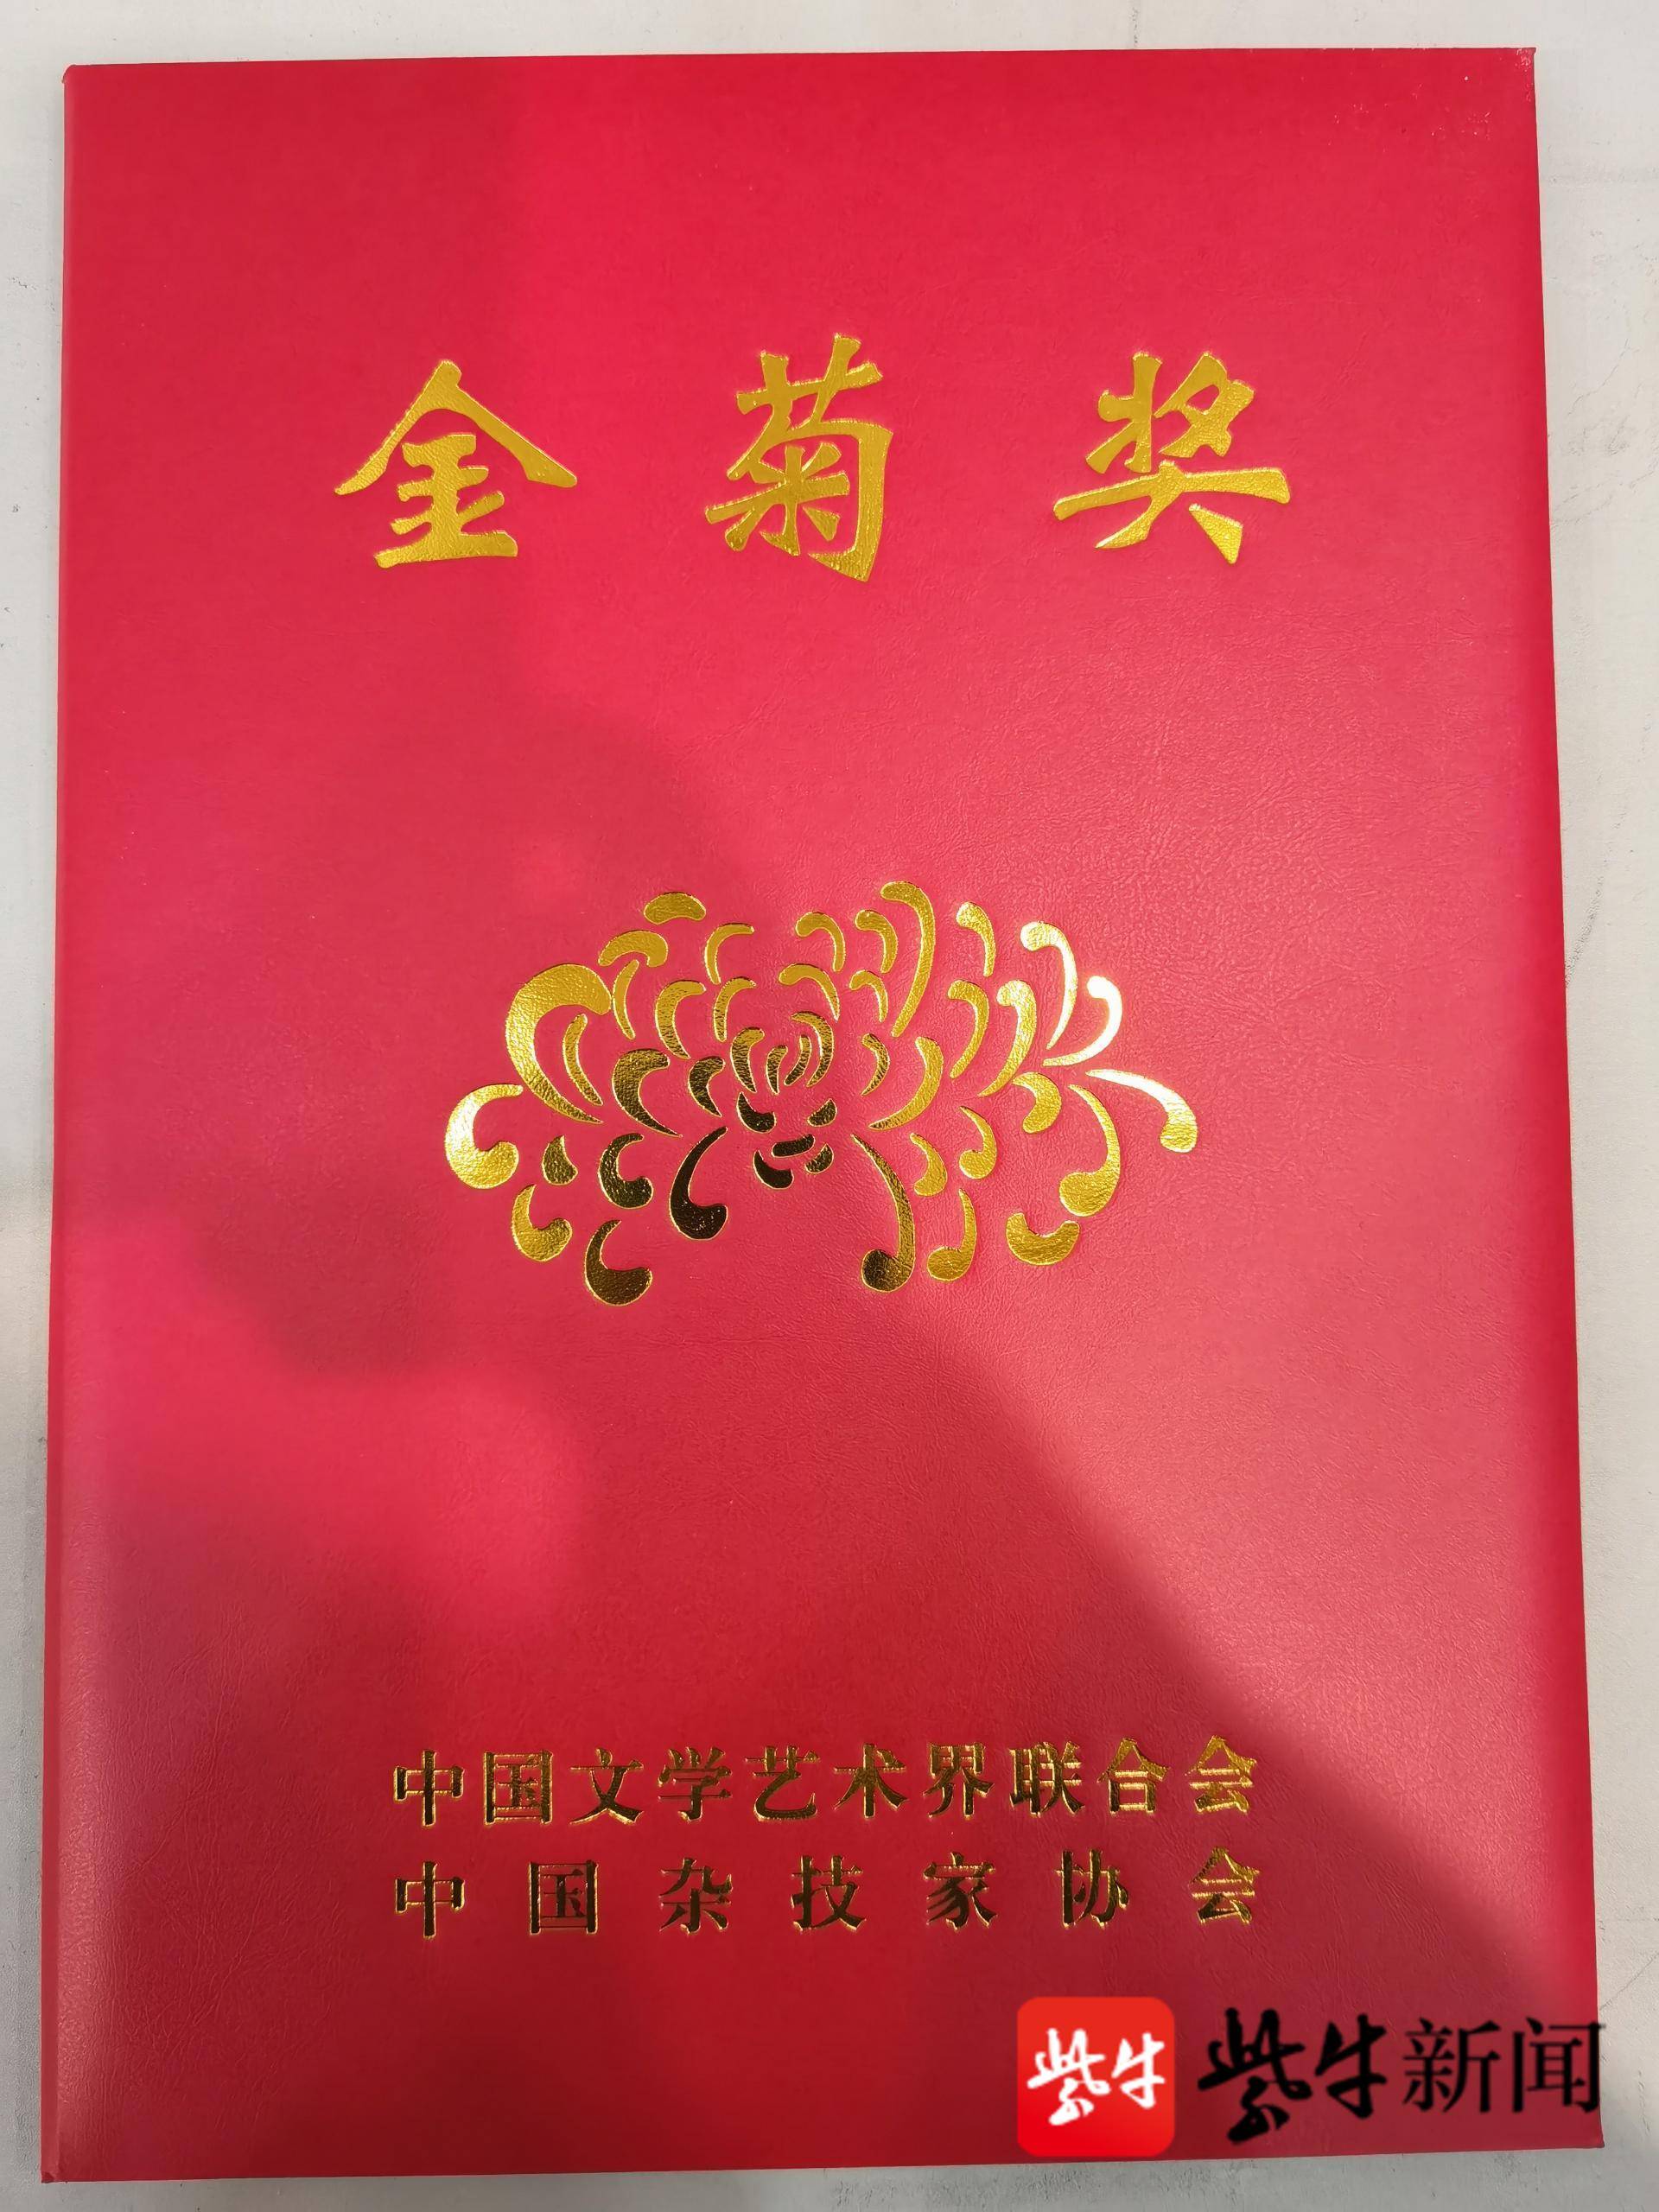 金菊奖
中国文学艺术界联合会
中国杂技家协会
紫牛 紫牛新闻